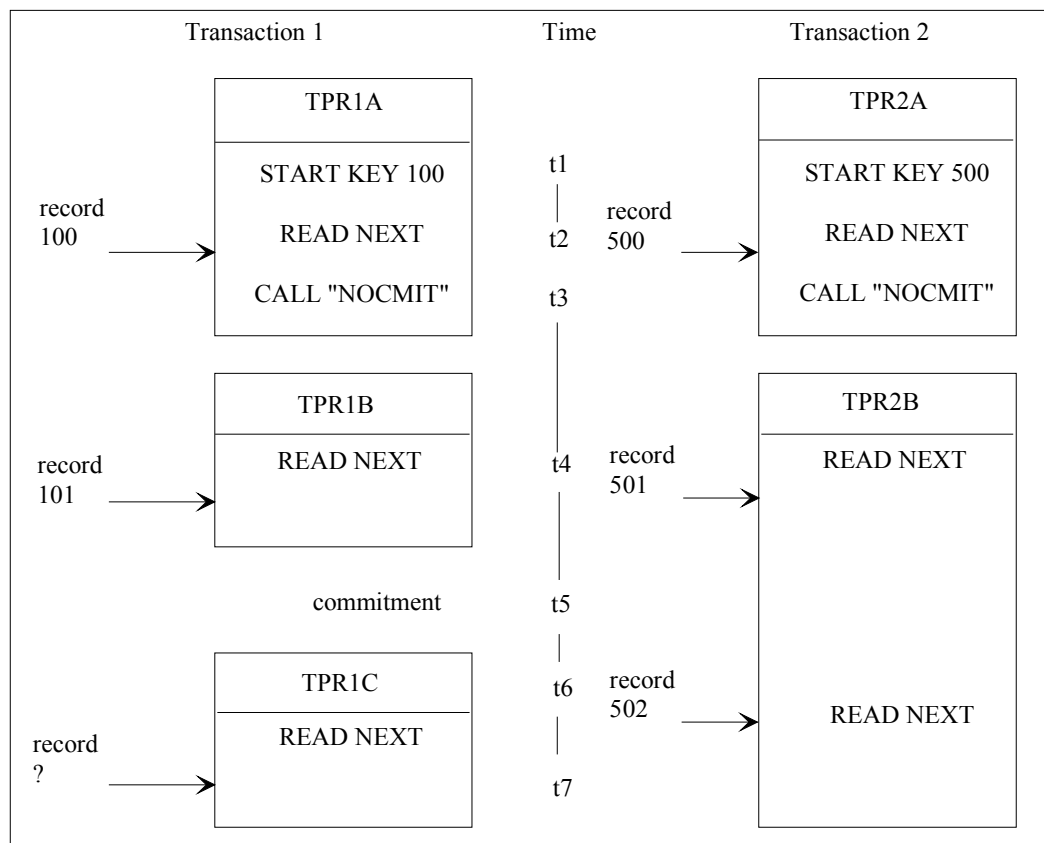 Transaction 1 Time Transaction 2
TPR1A TPR2A
START KEY 100 t1 START KEY 500
record
100 READ NEXT t2 record
500 READ NEXT
CALL "NOCMIT" t3 CALL "NOCMIT"
TPR1B TPR2B
record
101 READ NEXT t4 record
501 READ NEXT
commitment t5
TPR1C t6 record
502 READ NEXT
READ NEXT
record
? t7